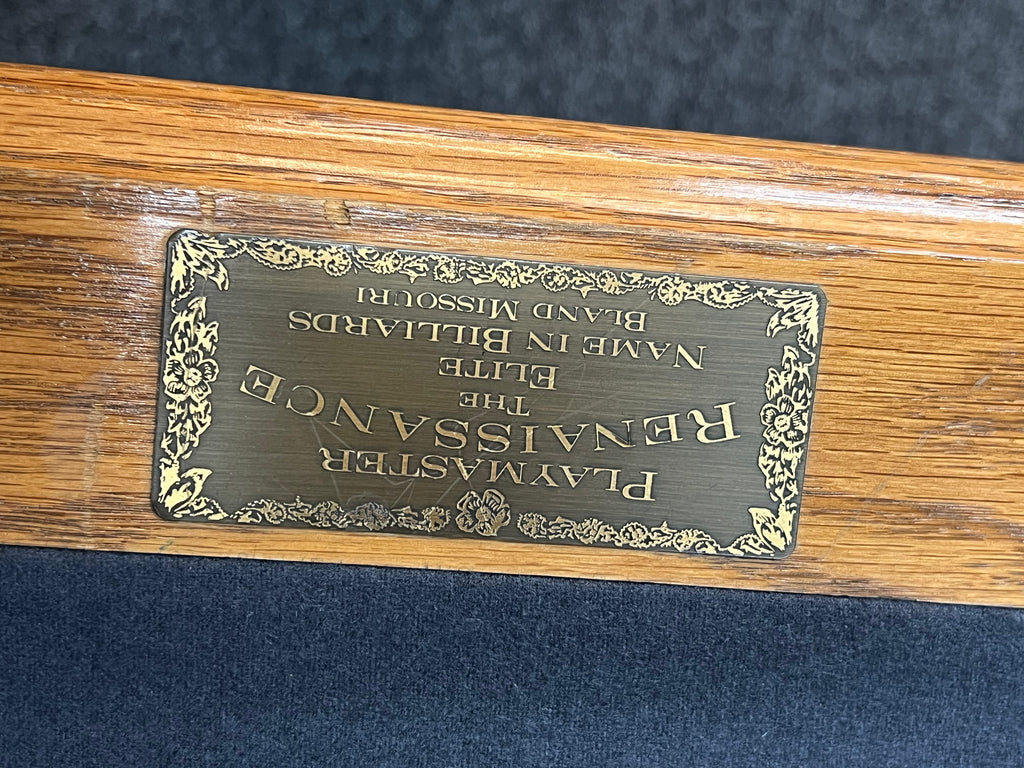 PLAYMASTER
RENAISSANCE
THE
ELITE
NAME IN BILLIARDS
BLAND MISSOURI